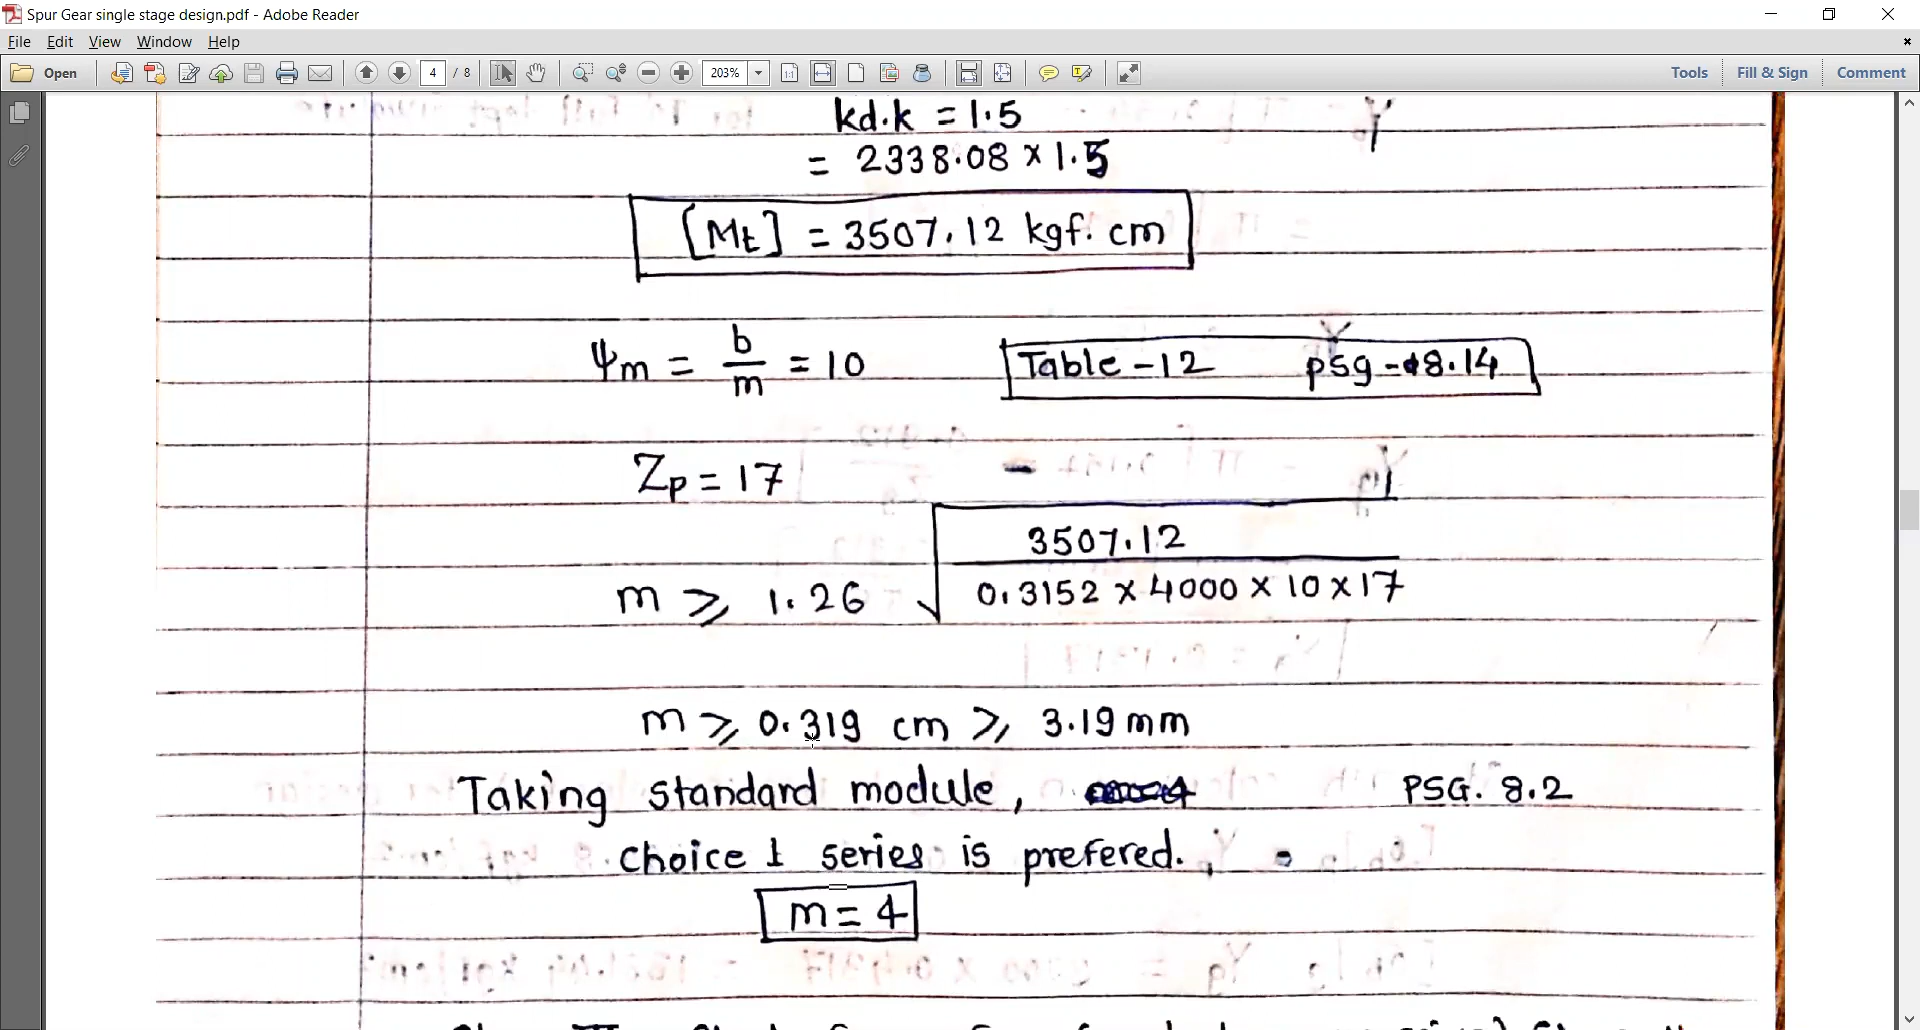 Spur Gear single stage design.pdf - Adobe Reader
File Edit View Window Help
Open 4 / 8 203% Tools Fill & Sign Comment
kd.k = 1.5
= 2338.08 × 1.5
[Mt] = 3507.12 kgf. cm
Ψm = b/m = 10 Table - 12 psg - 8.14
Zp = 17
m ≥ 1.26 √ 3507.12 / 0.3152 × 4000 × 10 × 17
m ≥ 0.319 cm ≥ 3.19 mm
Taking standard module, PSG. 8.2
choice 1 series is prefered.
m = 4